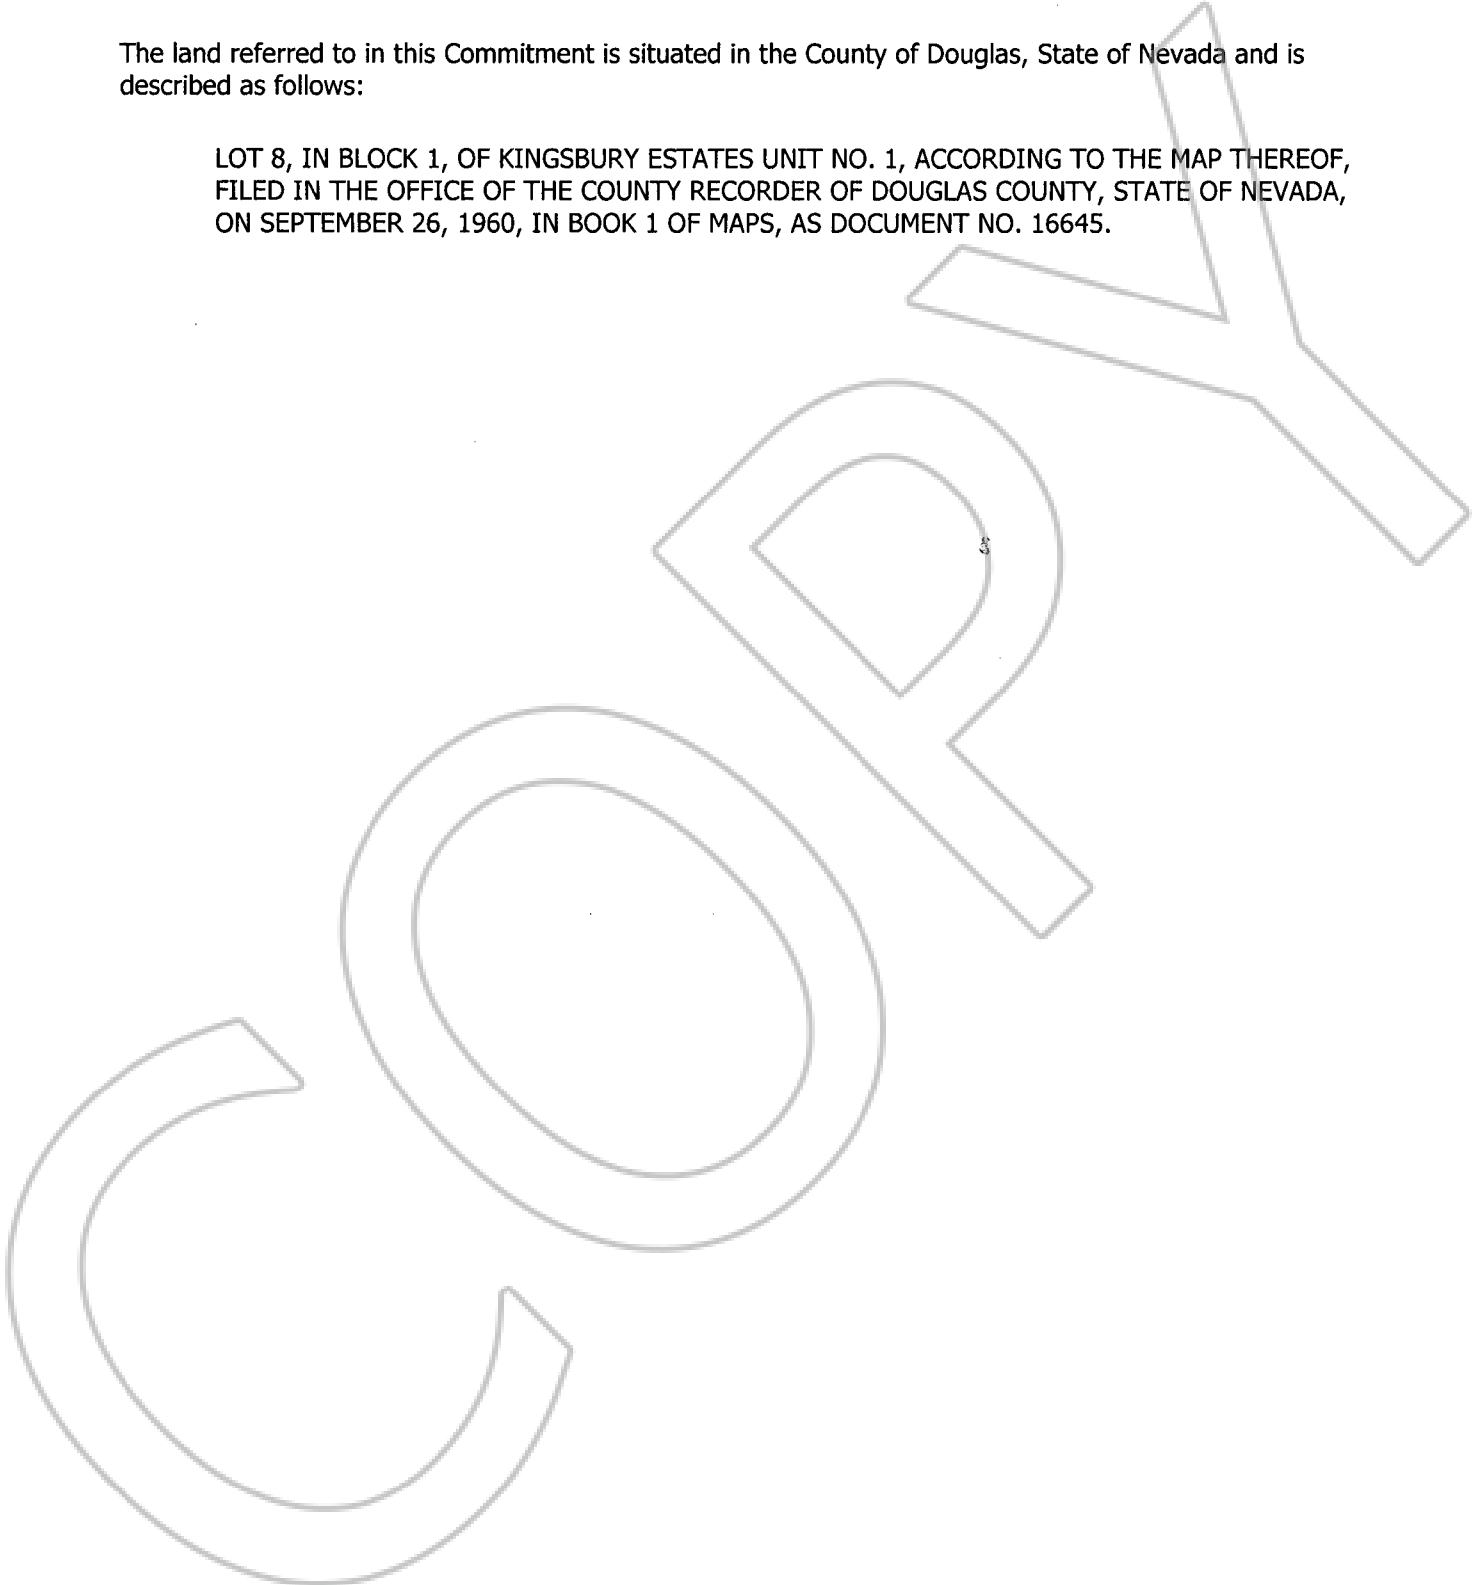 The land referred to in this Commitment is situated in the County of Douglas, State of Nevada and is
described as follows:
LOT 8, IN BLOCK 1, OF KINGSBURY ESTATES UNIT NO. 1, ACCORDING TO THE MAP THEREOF,
FILED IN THE OFFICE OF THE COUNTY RECORDER OF DOUGLAS COUNTY, STATE OF NEVADA,
ON SEPTEMBER 26, 1960, IN BOOK 1 OF MAPS, AS DOCUMENT NO. 16645.
COPY